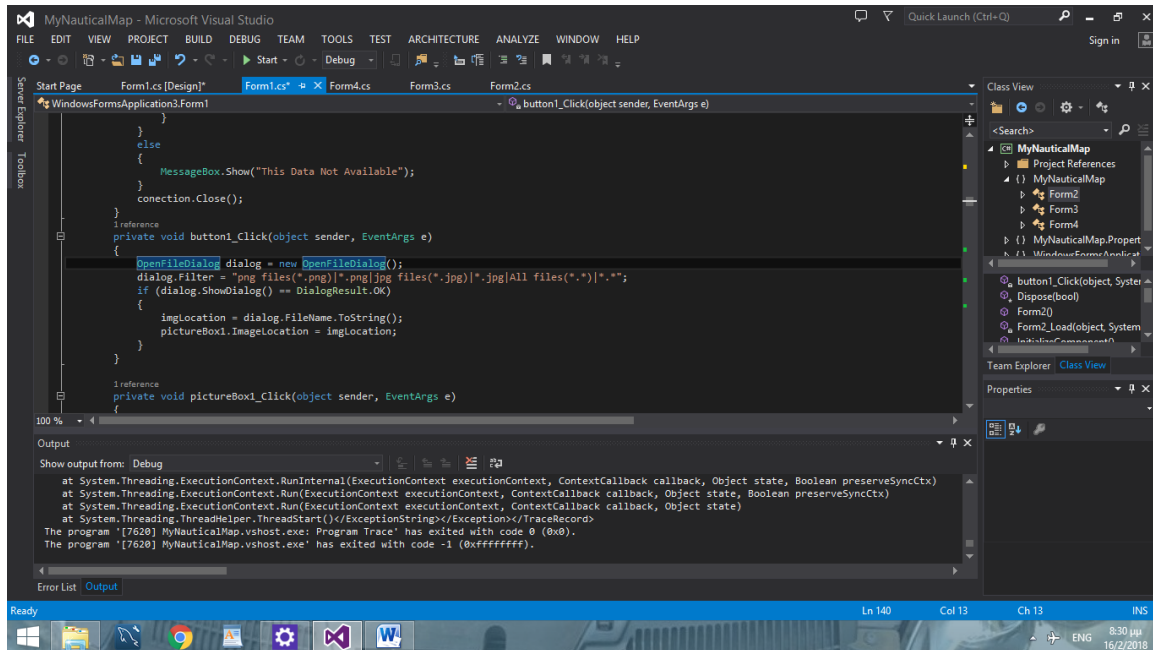 MyNauticalMap - Microsoft Visual Studio
Quick Launch (Ctrl+Q)
FILE EDIT VIEW PROJECT BUILD DEBUG TEAM TOOLS TEST ARCHITECTURE ANALYZE WINDOW HELP
Sign in
Start Debug
Server Explorer
Toolbox
Start Page Form1.cs [Design]* Form1.cs* Form4.cs Form3.cs Form2.cs
WindowsFormsApplication3.Form1 button1_Click(object sender, EventArgs e)
}
}
else
{
MessageBox.Show("This Data Not Available");
}
conection.Close();
}
1 reference
private void button1_Click(object sender, EventArgs e)
{
OpenFileDialog dialog = new OpenFileDialog();
dialog.Filter = "png files(*.png)|*.png|jpg files(*.jpg)|*.jpg|All files(*.*)|*.*";
if (dialog.ShowDialog() == DialogResult.OK)
{
imgLocation = dialog.FileName.ToString();
pictureBox1.ImageLocation = imgLocation;
}
}
1 reference
private void pictureBox1_Click(object sender, EventArgs e)
{
100 %
Output
Show output from: Debug
at System.Threading.ExecutionContext.RunInternal(ExecutionContext executionContext, ContextCallback callback, Object state, Boolean preserveSyncCtx)
at System.Threading.ExecutionContext.Run(ExecutionContext executionContext, ContextCallback callback, Object state, Boolean preserveSyncCtx)
at System.Threading.ExecutionContext.Run(ExecutionContext executionContext, ContextCallback callback, Object state)
at System.Threading.ThreadHelper.ThreadStart()</ExceptionString></Exception></TraceRecord>
The program '[7620] MyNauticalMap.vshost.exe: Program Trace' has exited with code 0 (0x0).
The program '[7620] MyNauticalMap.vshost.exe' has exited with code -1 (0xffffffff).
Error List Output
Class View
<Search>
C# MyNauticalMap
Project References
{ } MyNauticalMap
Form2
Form3
Form4
{ } MyNauticalMap.Propert
{ } WindowsFormsApplicat
button1_Click(object, System
Dispose(bool)
Form2()
Form2_Load(object, System
InitializeComponent()
Team Explorer Class View
Properties
Ready Ln 140 Col 13 Ch 13 INS
ENG
8:30 μμ
16/2/2018